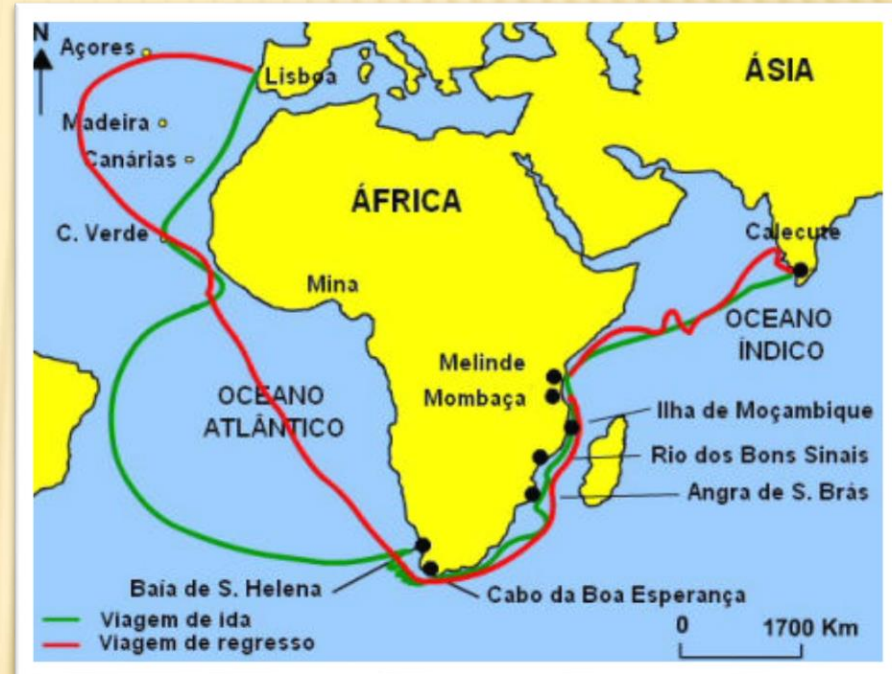 N
Açores
Lisboa
ÁSIA
Madeira
Canárias
ÁFRICA
C. Verde
Calecute
Mina
OCEANO
ÍNDICO
Melinde
OCEANO
ATLÂNTICO
Mombaça
Ilha de Moçambique
Rio dos Bons Sinais
Angra de S. Brás
Baía de S. Helena
Cabo da Boa Esperança
Viagem de ida
Viagem de regresso
0 1700 Km